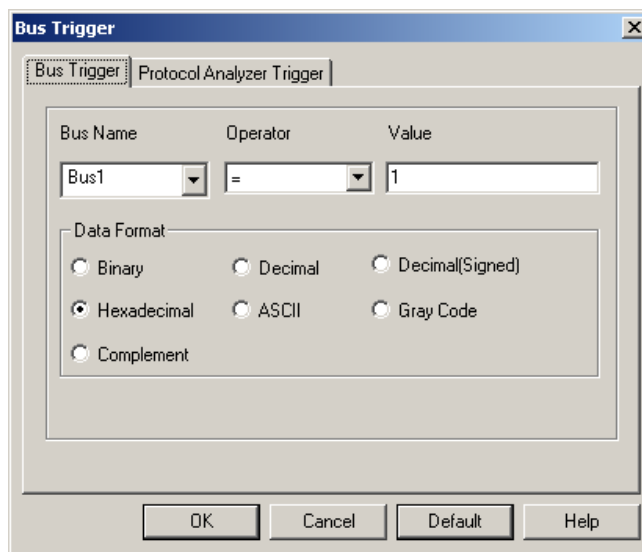 Bus Trigger
Bus Trigger Protocol Analyzer Trigger
Bus Name Operator Value
Bus1 = 1
Data Format
Binary Decimal Decimal(Signed)
Hexadecimal ASCII Gray Code
Complement
OK Cancel Default Help